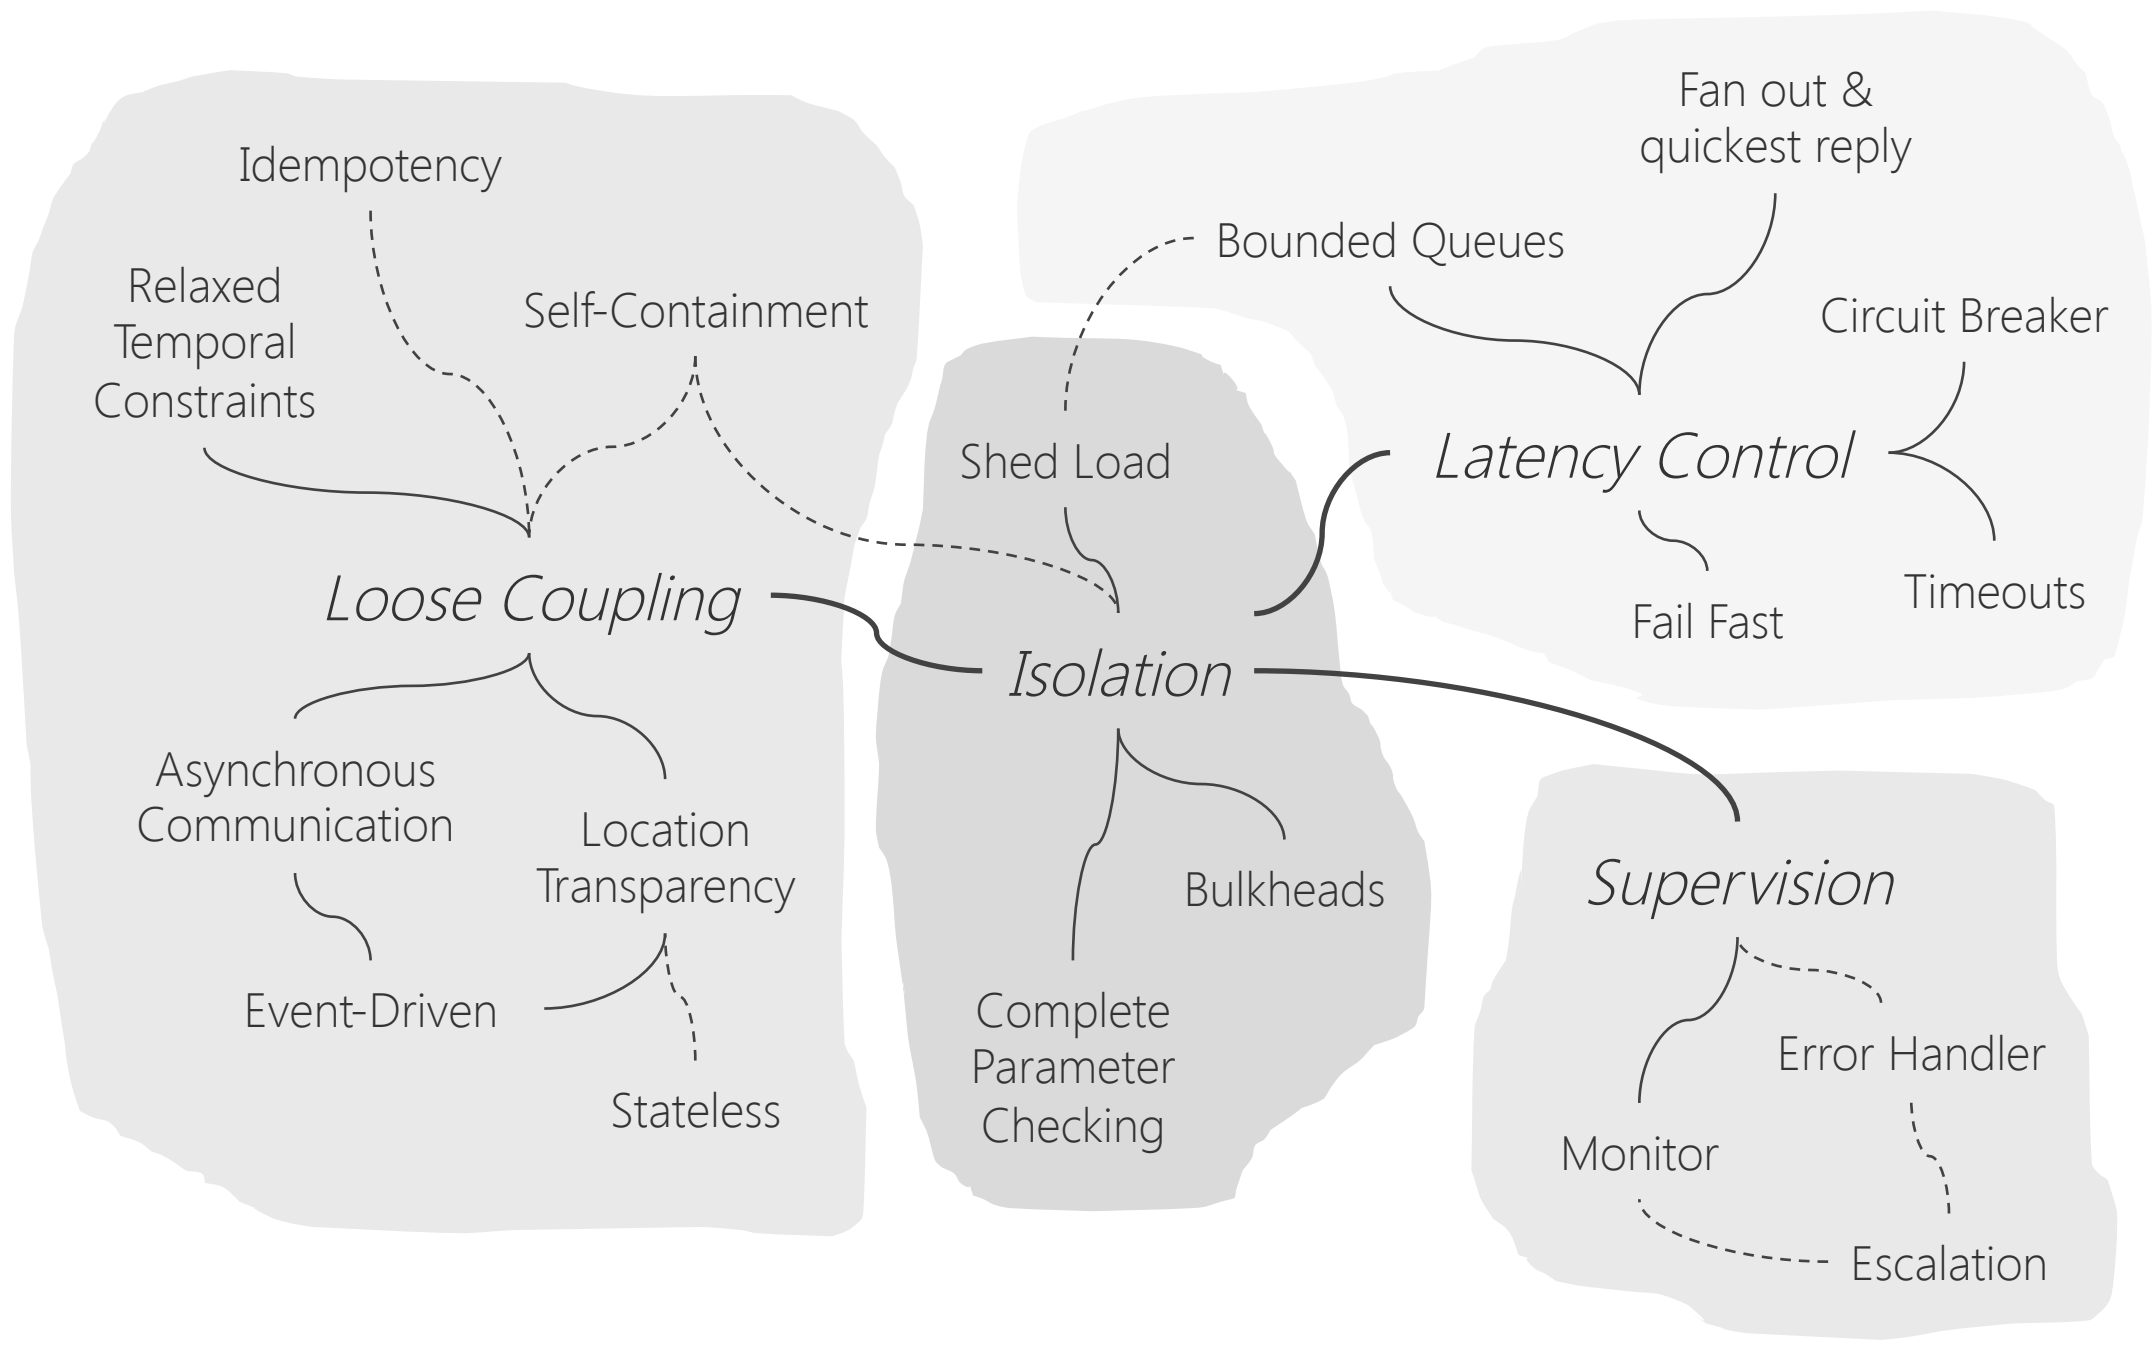 Idempotency
Relaxed
Temporal
Constraints
Self-Containment
Loose Coupling
Asynchronous
Communication
Location
Transparency
Event-Driven
Stateless
Shed Load
Isolation
Bulkheads
Complete
Parameter
Checking
Fan out &
quickest reply
Bounded Queues
Circuit Breaker
Latency Control
Fail Fast
Timeouts
Supervision
Error Handler
Monitor
Escalation